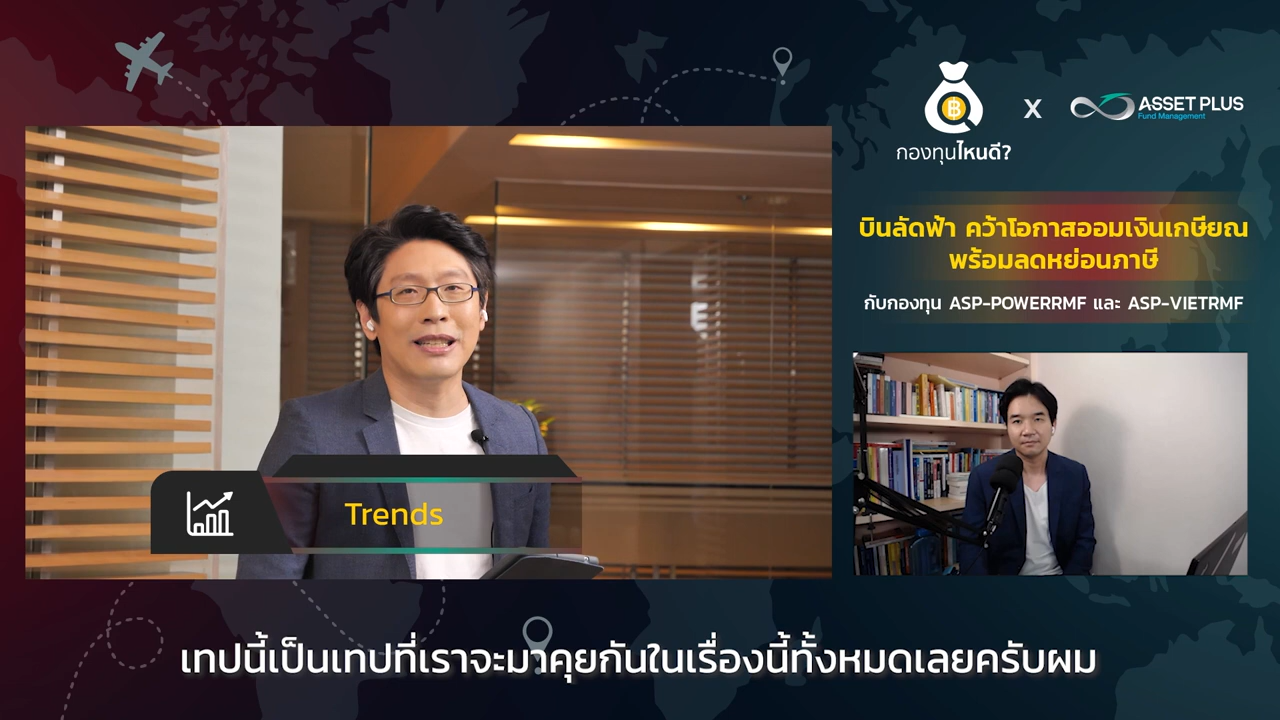 กองทุนไหนดี?
X
ASSET PLUS
Fund Management
บินลัดฟ้า คว้าโอกาสออมเงินเกษียณ
พร้อมลดหย่อนภาษี
กับกองทุน ASP-POWERRMF และ ASP-VIETRMF
Trends
เทปนี้เป็นเทปที่เราจะมาคุยกันในเรื่องนี้ทั้งหมดเลยครับผม